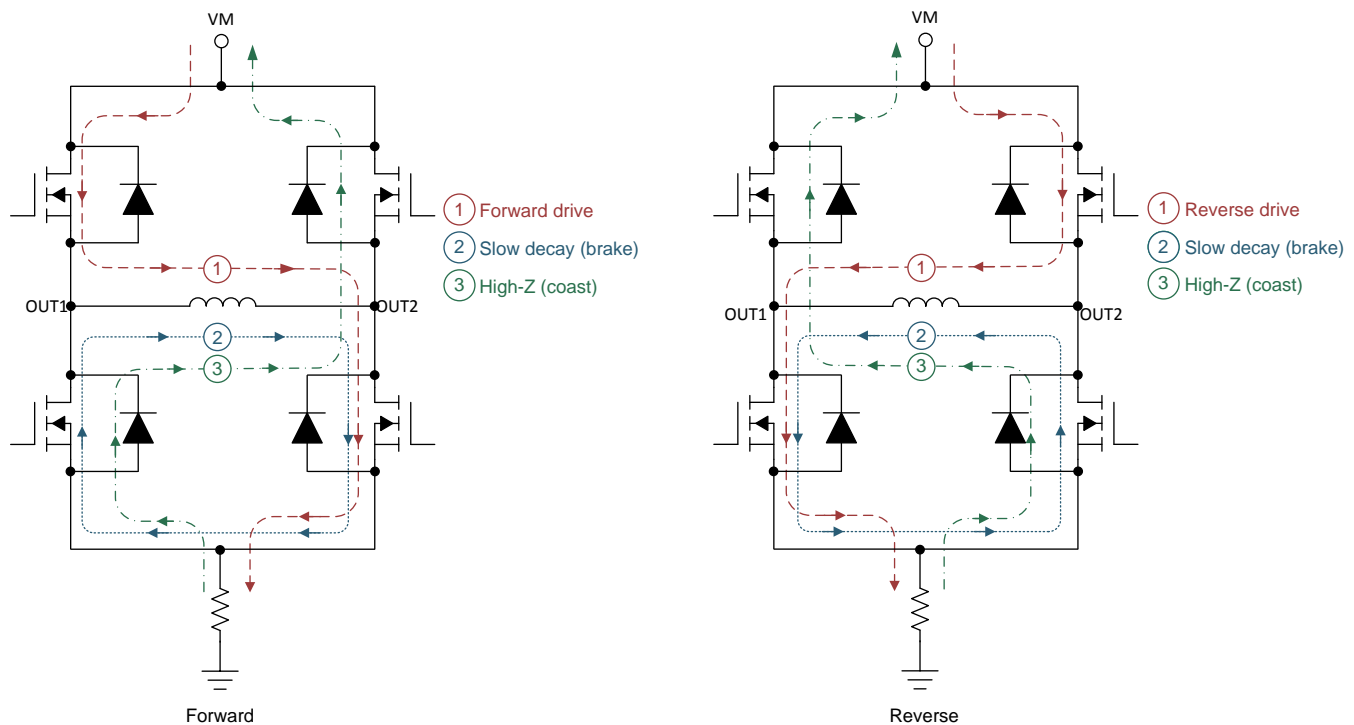 VM
1 Forward drive
2 Slow decay (brake)
3 High-Z (coast)
1
OUT1
OUT2
2
3
Forward
VM
1 Reverse drive
2 Slow decay (brake)
3 High-Z (coast)
1
OUT1
OUT2
2
3
Reverse